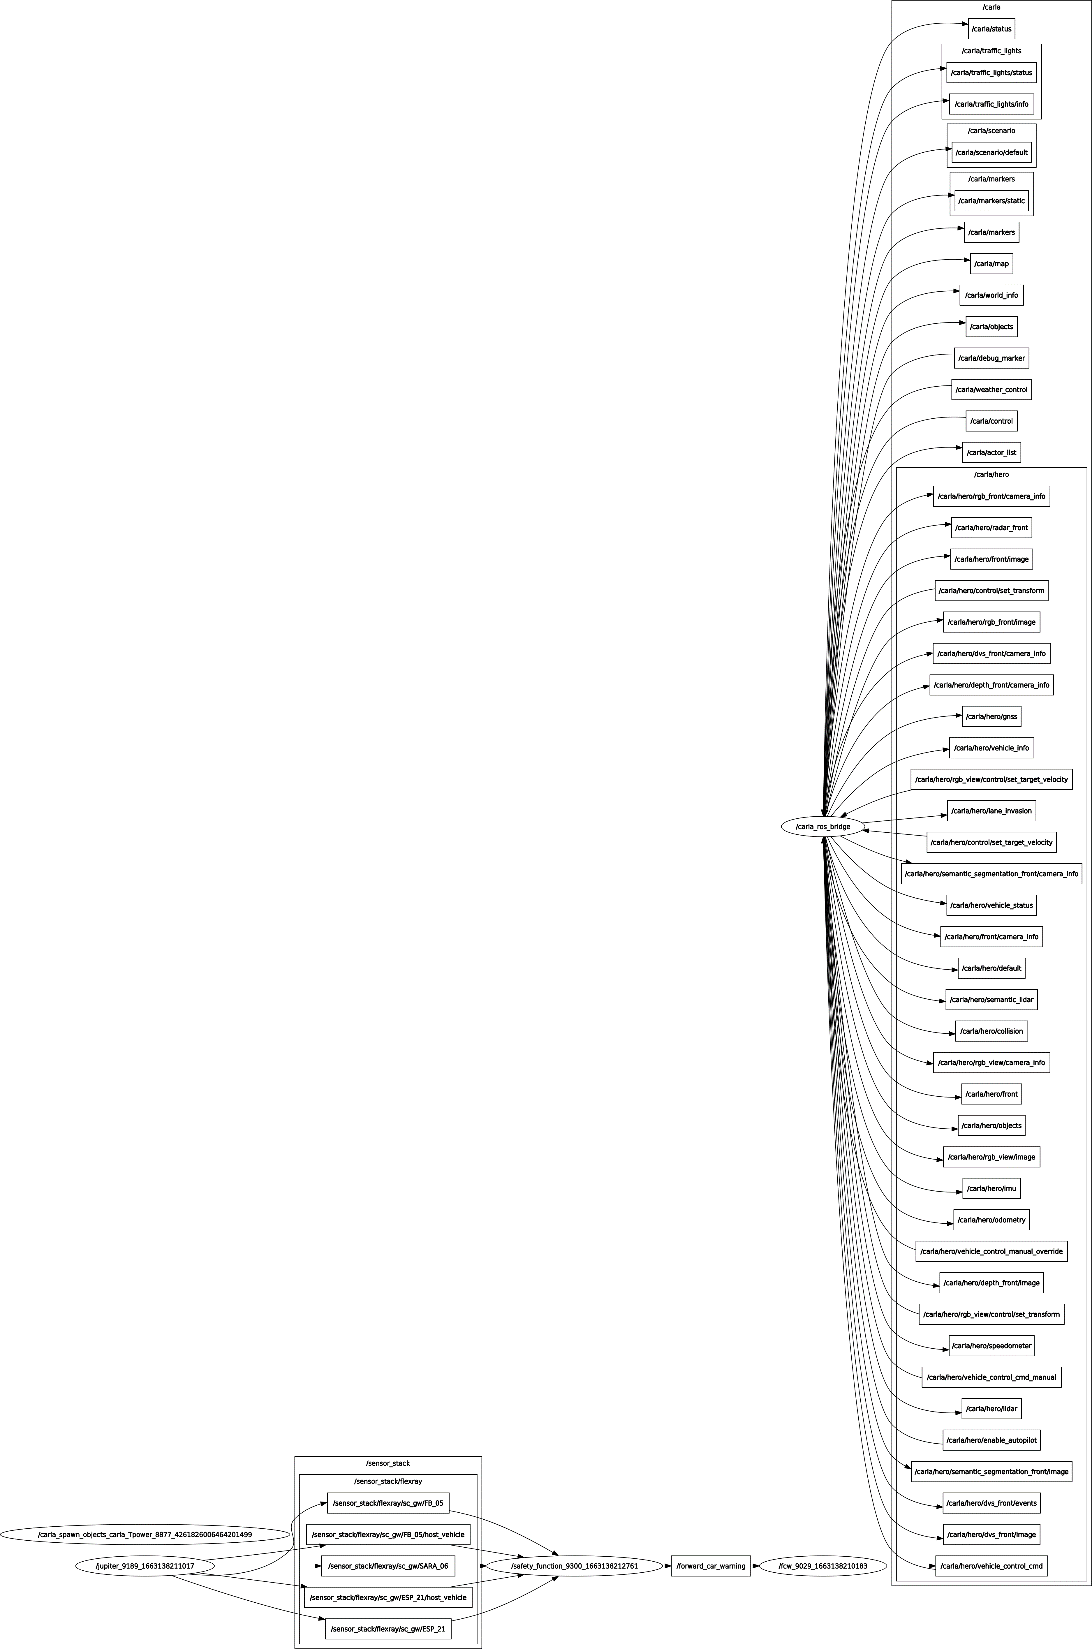 /carla
/carla/status
/carla/traffic_lights
/carla/traffic_lights/status
/carla/traffic_lights/info
/carla/scenario
/carla/scenario/default
/carla/markers
/carla/markers/static
/carla/markers
/carla/map
/carla/world_info
/carla/objects
/carla/debug_marker
/carla/weather_control
/carla/control
/carla/actor_list
/carla/hero
/carla/hero/rgb_front/camera_info
/carla/hero/radar_front
/carla/hero/front/image
/carla/hero/control/set_transform
/carla/hero/rgb_front/image
/carla/hero/dvs_front/camera_info
/carla/hero/depth_front/camera_info
/carla/hero/gnss
/carla/hero/vehicle_info
/carla/hero/rgb_view/control/set_target_velocity
/carla/hero/lane_invasion
/carla_ros_bridge
/carla/hero/control/set_target_velocity
/carla/hero/semantic_segmentation_front/camera_info
/carla/hero/vehicle_status
/carla/hero/front/camera_info
/carla/hero/default
/carla/hero/semantic_lidar
/carla/hero/collision
/carla/hero/rgb_view/camera_info
/carla/hero/front
/carla/hero/objects
/carla/hero/rgb_view/image
/carla/hero/imu
/carla/hero/odometry
/carla/hero/vehicle_control_manual_override
/carla/hero/depth_front/image
/carla/hero/rgb_view/control/set_transform
/carla/hero/speedometer
/carla/hero/vehicle_control_cmd_manual
/carla/hero/lidar
/carla/hero/enable_autopilot
/carla/hero/semantic_segmentation_front/image
/carla/hero/dvs_front/events
/carla/hero/dvs_front/image
/carla/hero/vehicle_control_cmd
/sensor_stack
/sensor_stack/flexray
/sensor_stack/flexray/sc_gw/FB_05
/carla_spawn_objects_carla_Tpower_8877_4261826006464201499
/sensor_stack/flexray/sc_gw/FB_05/host_vehicle
/jupiter_9189_1663138211017
/sensor_stack/flexray/sc_gw/SARA_06
/safety_function_9300_1663138212761
/forward_car_warning
/fcw_9029_1663138210183
/sensor_stack/flexray/sc_gw/ESP_21/host_vehicle
/sensor_stack/flexray/sc_gw/ESP_21